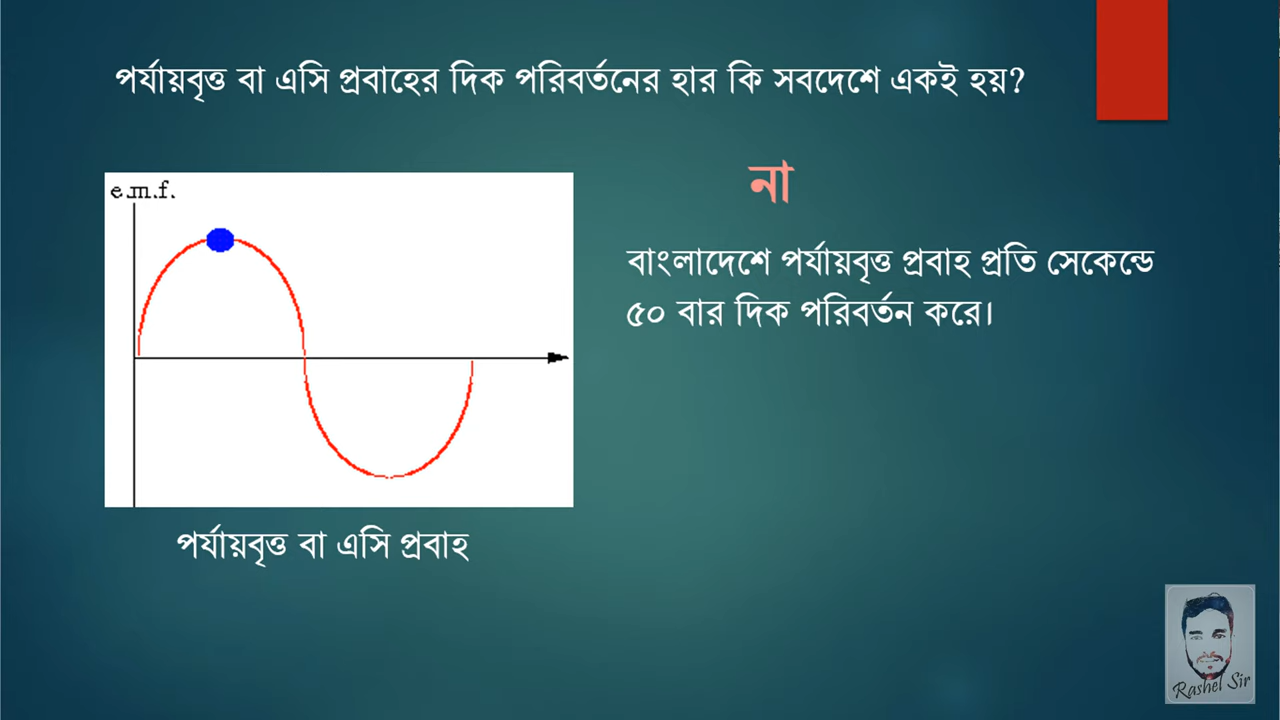 পর্যায়বৃত্ত বা এসি প্রবাহের দিক পরিবর্তনের হার কি সবদেশে একই হয়?
না
e.m.f.
বাংলাদেশে পর্যায়বৃত্ত প্রবাহ প্রতি সেকেন্ডে
৫০ বার দিক পরিবর্তন করে।
পর্যায়বৃত্ত বা এসি প্রবাহ
Rashel Sir